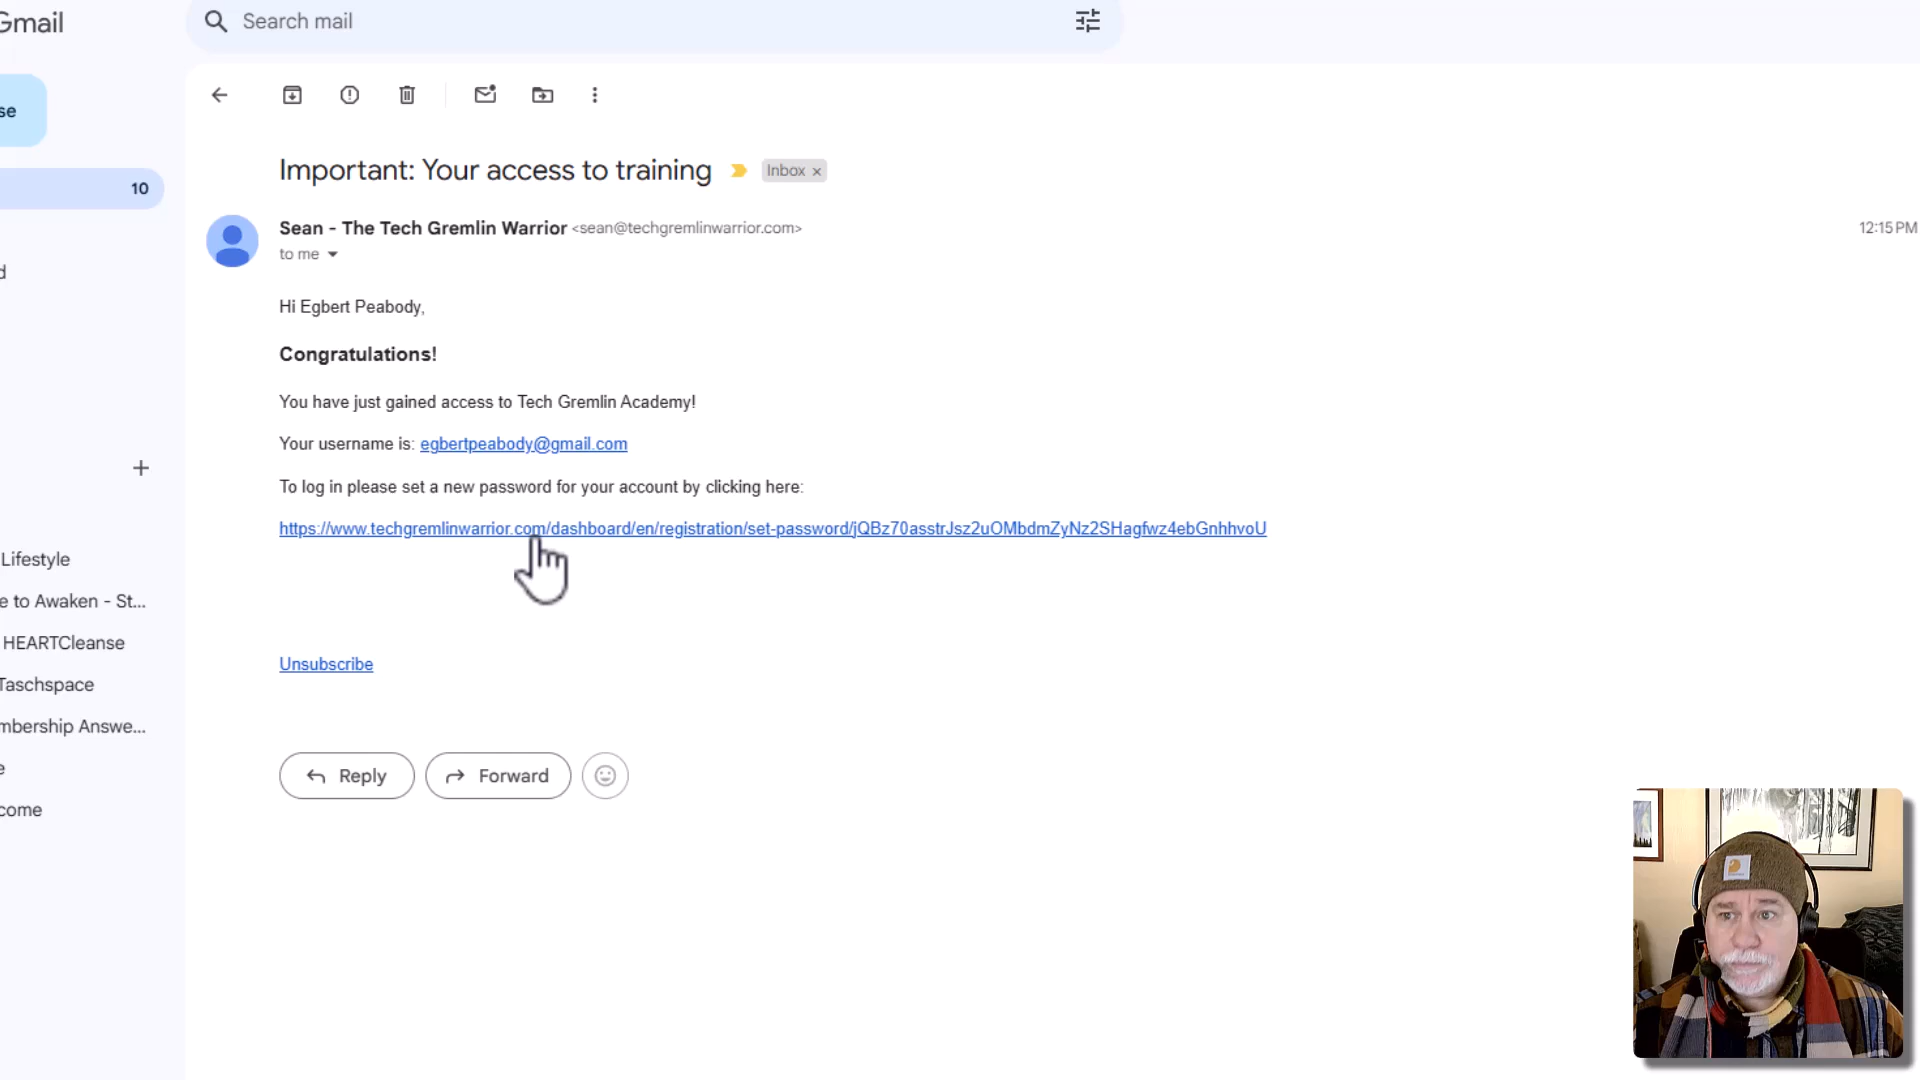 Gmail
Search mail
se
10
d
Lifestyle
e to Awaken - St...
HEARTCleanse
Taschspace
mbership Answe...
e
come
Important: Your access to training
Inbox ×
Sean - The Tech Gremlin Warrior <sean@techgremlinwarrior.com>
12:15 PM
to me
Hi Egbert Peabody,
Congratulations!
You have just gained access to Tech Gremlin Academy!
Your username is: egbertpeabody@gmail.com
To log in please set a new password for your account by clicking here:
https://www.techgremlinwarrior.com/dashboard/en/registration/set-password/jQBz70asstrJsz2uOMbdmZyNz2SHagfwz4ebGnhhvoU
Unsubscribe
Reply
Forward